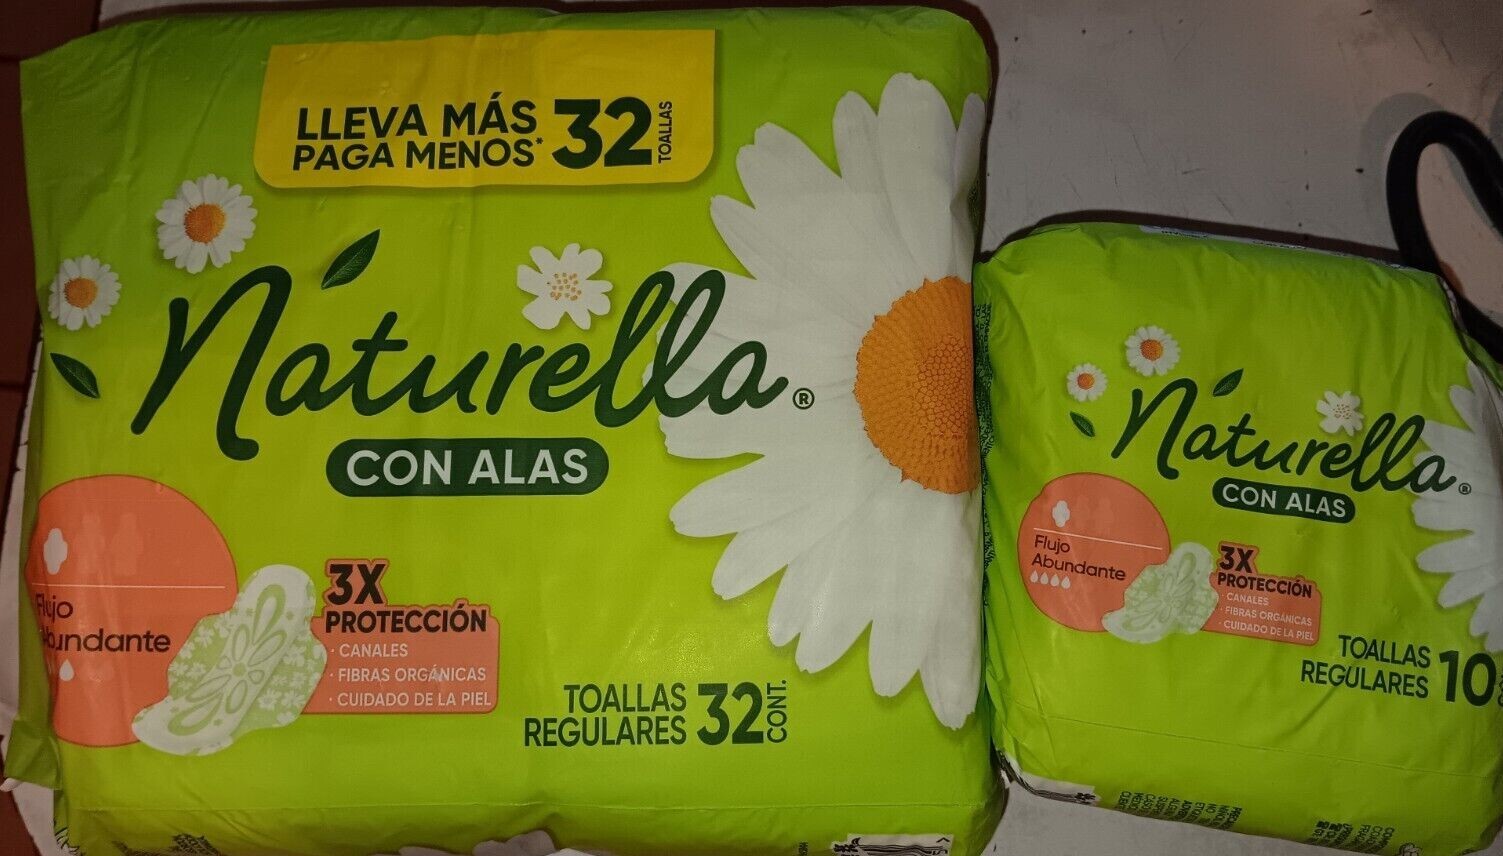 LLEVA MÁS
PAGA MENOS*
32
TOALLAS
Naturella®
CON ALAS
Flujo
Abundante
3X
PROTECCIÓN
· CANALES
· FIBRAS ORGÁNICAS
· CUIDADO DE LA PIEL
TOALLAS
REGULARES
32
CONT.
Naturella®
CON ALAS
Flujo
Abundante
3X
PROTECCIÓN
· CANALES
· FIBRAS ORGÁNICAS
· CUIDADO DE LA PIEL
TOALLAS
REGULARES
10